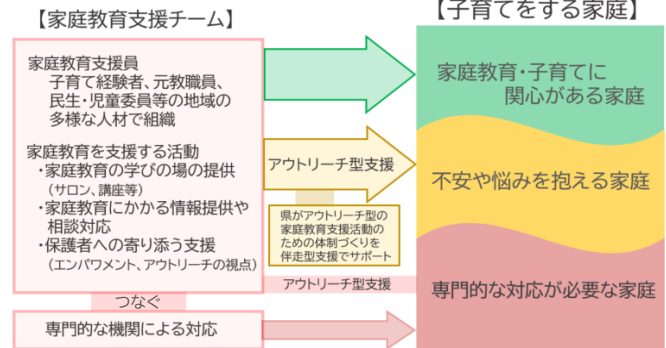 【家庭教育支援チーム】
家庭教育支援員
子育て経験者、元教職員、
民生・児童委員等の地域の
多様な人材で組織
家庭教育を支援する活動
・家庭教育の学びの場の提供
（サロン、講座等）
・家庭教育にかかる情報提供や
相談対応
・保護者への寄り添う支援
（エンパワメント、アウトリーチの視点）
つなぐ
専門的な機関による対応
アウトリーチ型支援
県がアウトリーチ型の
家庭教育支援活動の
ための体制づくりを
伴走型支援でサポート
アウトリーチ型支援
【子育てをする家庭】
家庭教育・子育てに
関心がある家庭
不安や悩みを抱える家庭
専門的な対応が必要な家庭